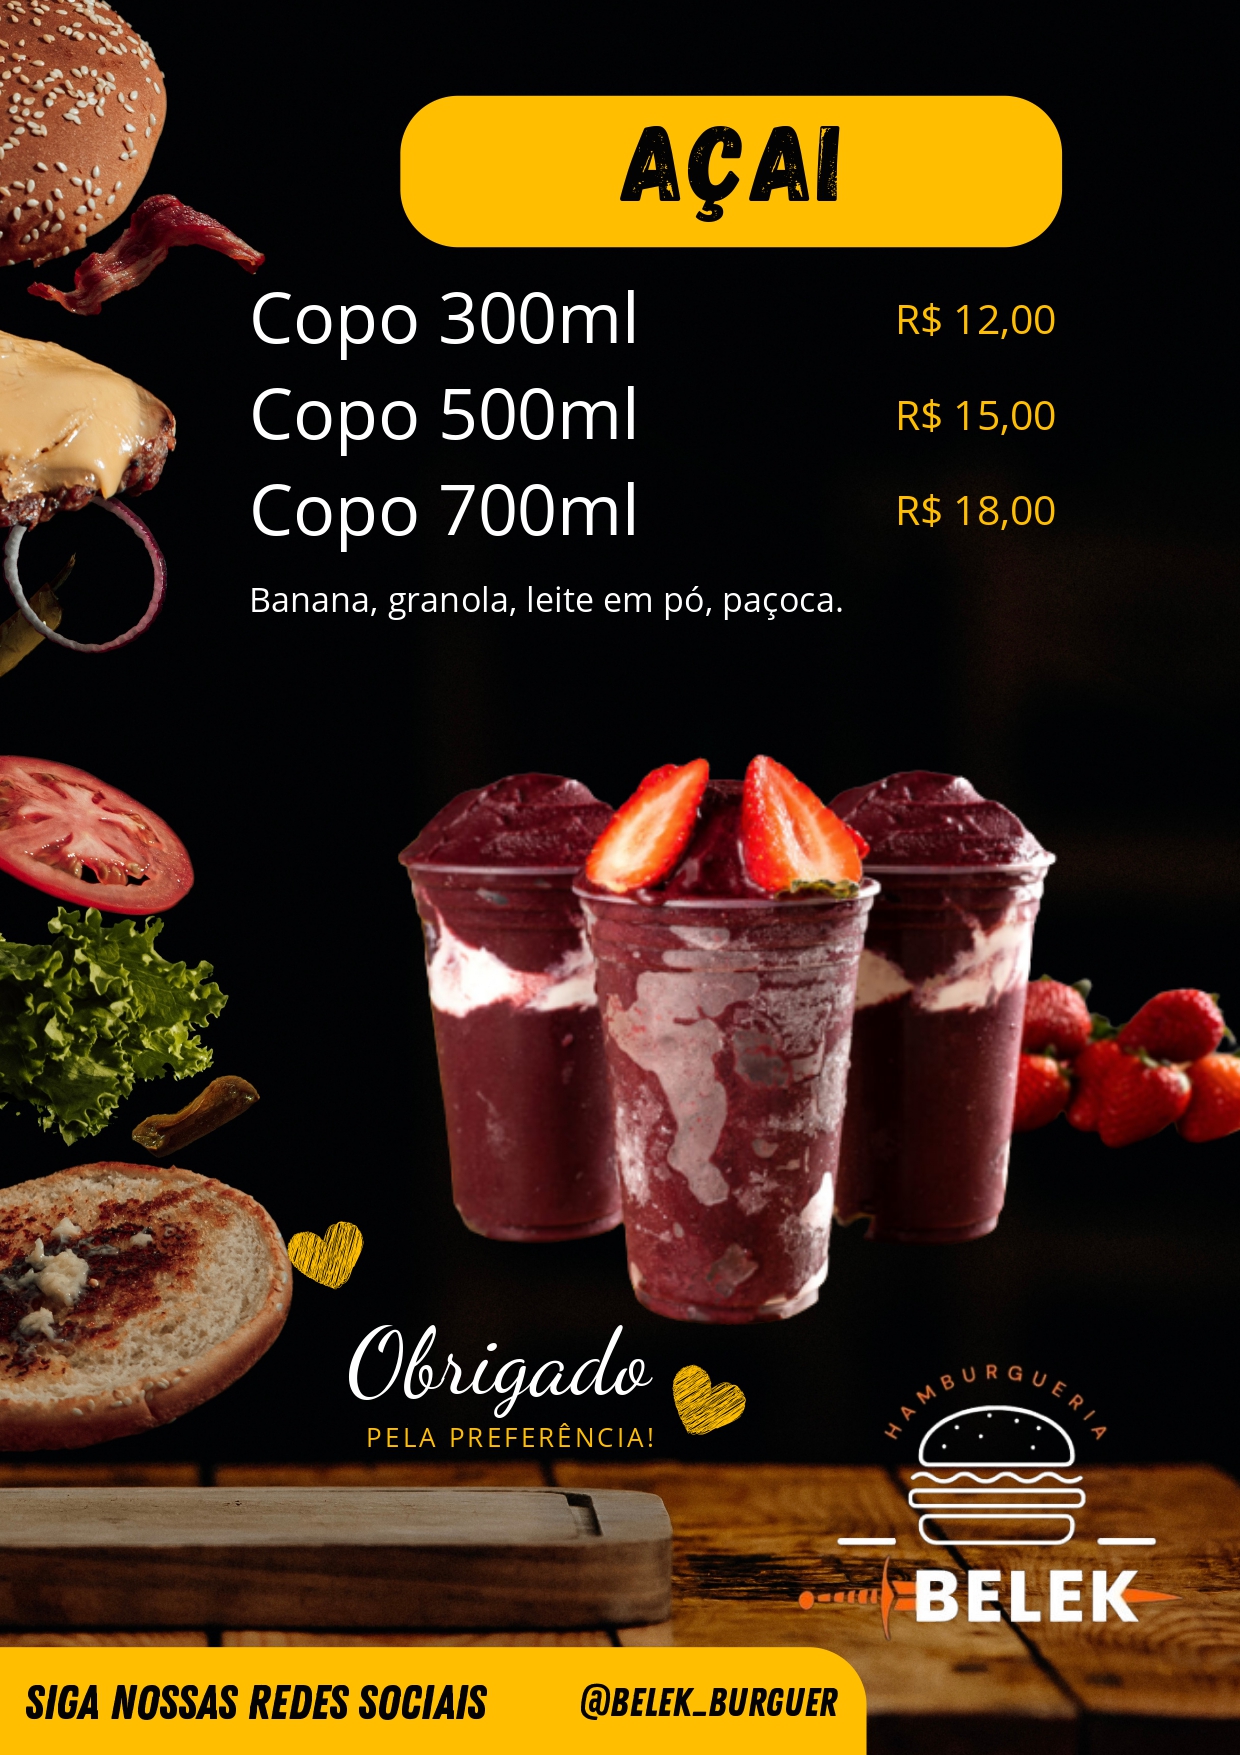 AÇAI
Copo 300ml R$ 12,00
Copo 500ml R$ 15,00
Copo 700ml R$ 18,00
Banana, granola, leite em pó, paçoca.
Obrigado
PELA PREFERÊNCIA!
HAMBURGUERIA
BELEK
SIGA NOSSAS REDES SOCIAIS @BELEK_BURGUER